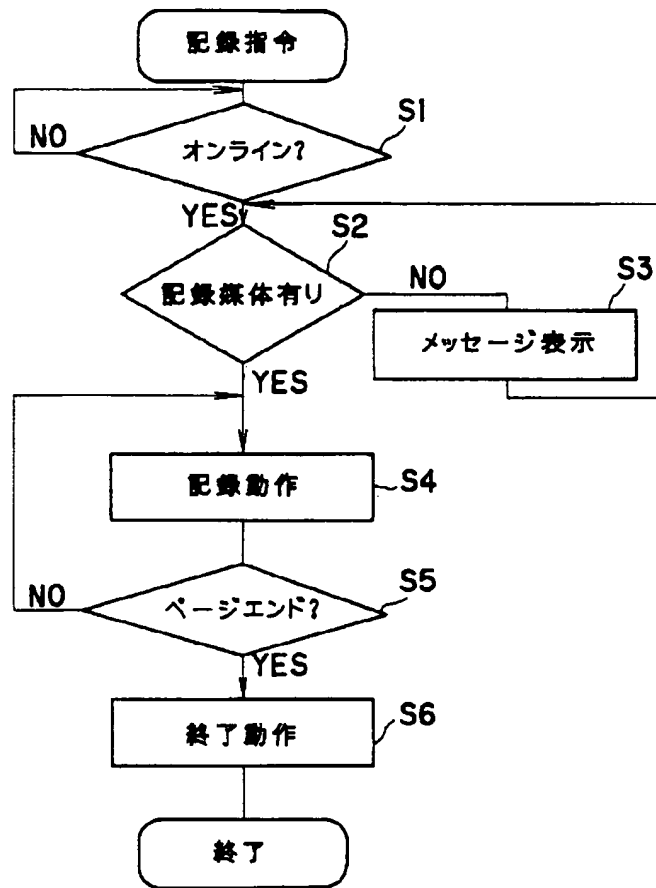 記録指令
S1
NO
オンライン?
YES
S2
NO
S3
記録媒体有り
メッセージ表示
YES
S4
記録動作
S5
NO
ページエンド?
YES
S6
終了動作
終了